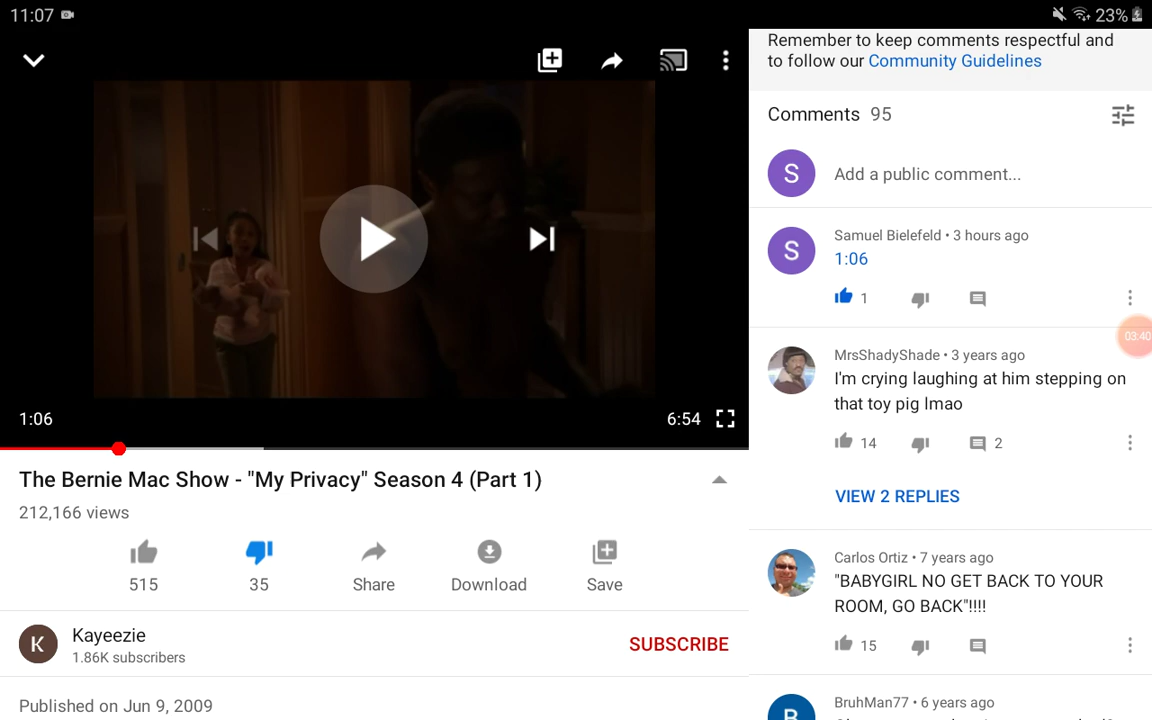 11:07
23%
1:06
6:54
The Bernie Mac Show - "My Privacy" Season 4 (Part 1)
212,166 views
515
35
Share
Download
Save
K
Kayeezie
1.86K subscribers
SUBSCRIBE
Published on Jun 9, 2009
Remember to keep comments respectful and
to follow our Community Guidelines
Comments 95
S
Add a public comment...
S
Samuel Bielefeld • 3 hours ago
1:06
1
03:40
MrsShadyShade • 3 years ago
I'm crying laughing at him stepping on
that toy pig lmao
14
2
VIEW 2 REPLIES
Carlos Ortiz • 7 years ago
"BABYGIRL NO GET BACK TO YOUR
ROOM, GO BACK"!!!!
15
B
BruhMan77 • 6 years ago